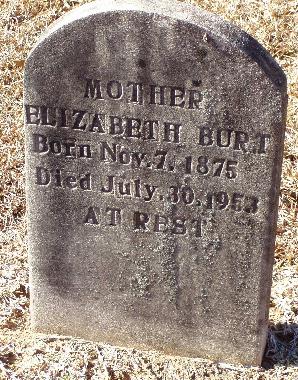 MOTHER
ELIZABETH BURT
Born Nov. 7, 1875
Died July. 30, 1953
AT REST